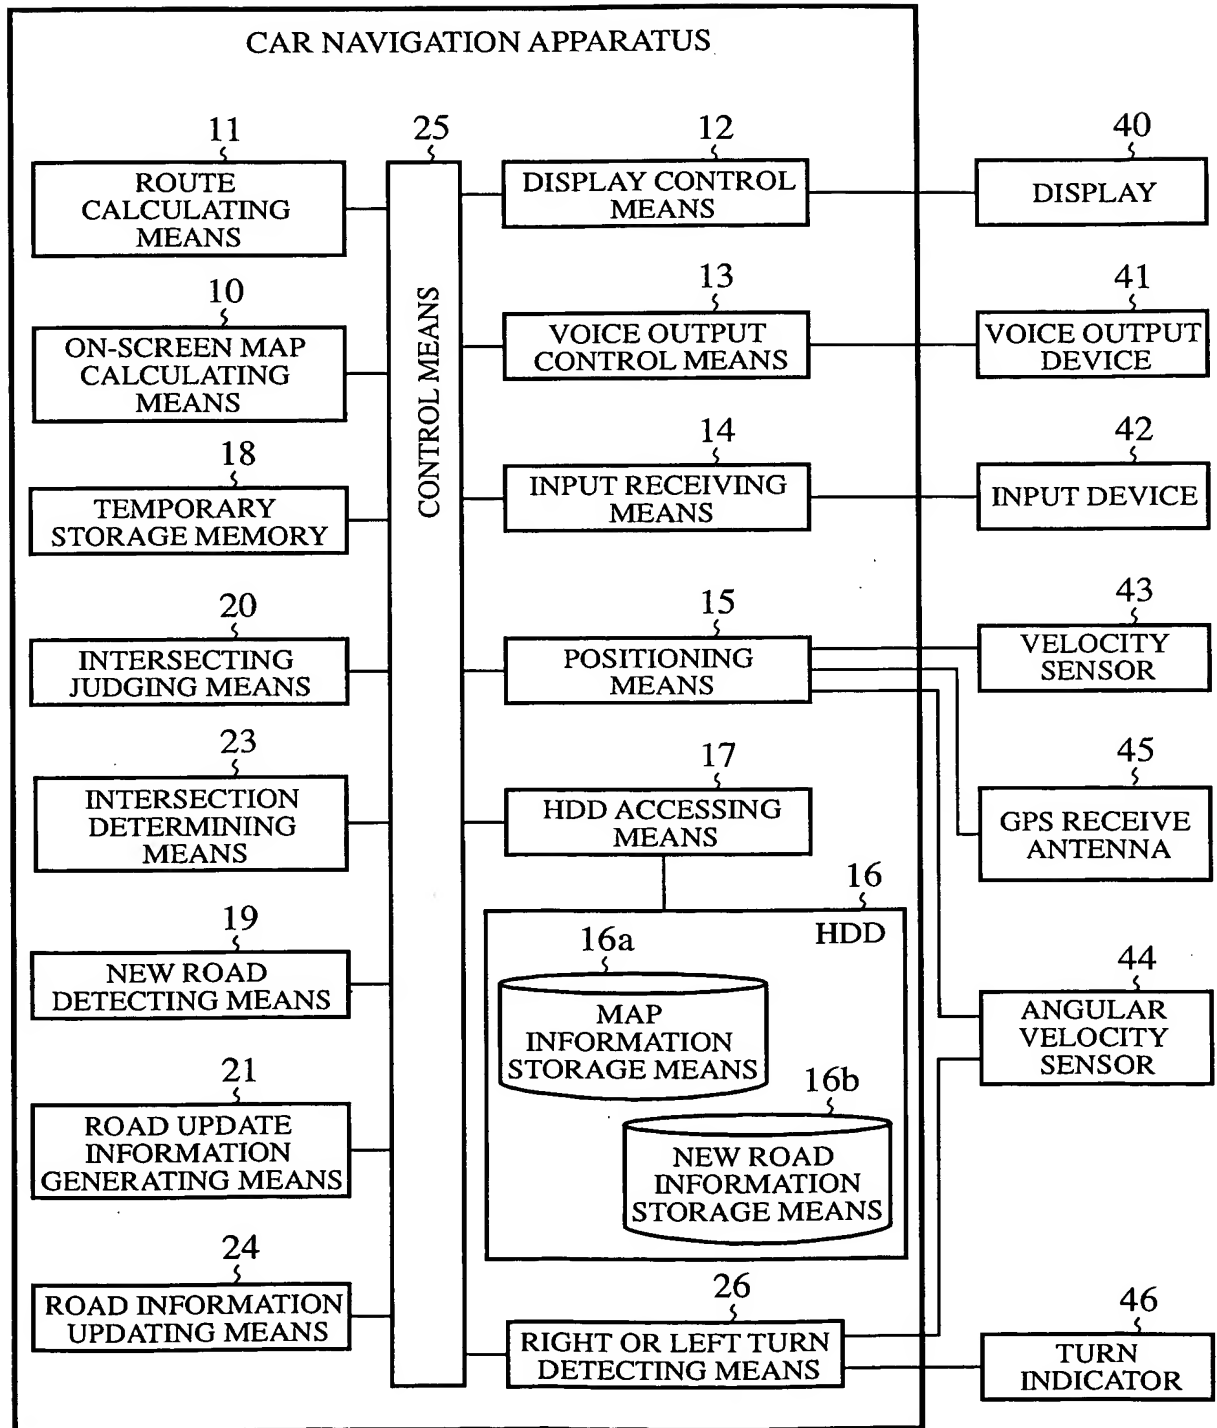 CAR NAVIGATION APPARATUS
11
ROUTE
CALCULATING
MEANS
10
ON-SCREEN MAP
CALCULATING
MEANS
18
TEMPORARY
STORAGE MEMORY
20
INTERSECTING
JUDGING MEANS
23
INTERSECTION
DETERMINING
MEANS
19
NEW ROAD
DETECTING MEANS
21
ROAD UPDATE
INFORMATION
GENERATING MEANS
24
ROAD INFORMATION
UPDATING MEANS
25
CONTROL MEANS
12
DISPLAY CONTROL
MEANS
13
VOICE OUTPUT
CONTROL MEANS
14
INPUT RECEIVING
MEANS
15
POSITIONING
MEANS
17
HDD ACCESSING
MEANS
16
HDD
16a
MAP
INFORMATION
STORAGE MEANS
16b
NEW ROAD
INFORMATION
STORAGE MEANS
26
RIGHT OR LEFT TURN
DETECTING MEANS
40
DISPLAY
41
VOICE OUTPUT
DEVICE
42
INPUT DEVICE
43
VELOCITY
SENSOR
45
GPS RECEIVE
ANTENNA
44
ANGULAR
VELOCITY
SENSOR
46
TURN
INDICATOR